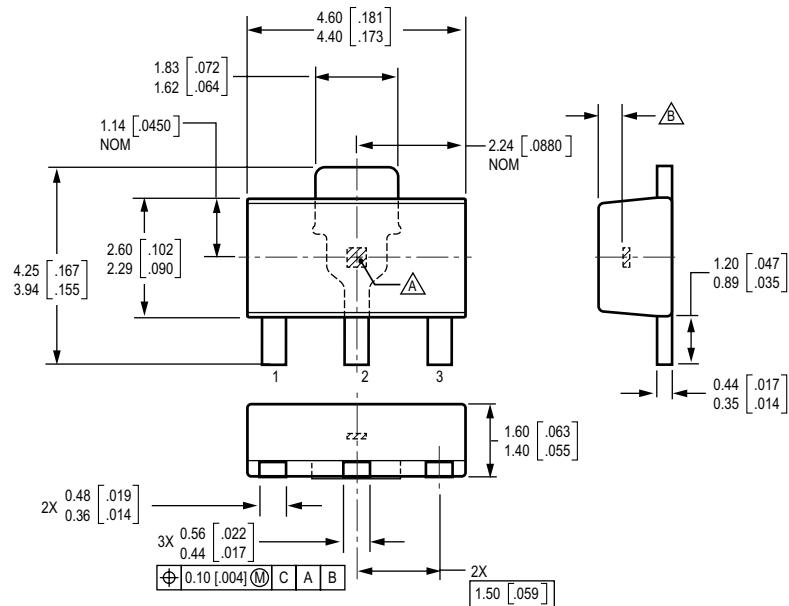 4.60 [.181]
4.40 [.173]
1.83 [.072]
1.62 [.064]
1.14 [.0450]
NOM
2.24 [.0880]
NOM
B
4.25 [.167]
3.94 [.155]
2.60 [.102]
2.29 [.090]
A
1.20 [.047]
0.89 [.035]
1 2 3
0.44 [.017]
0.35 [.014]
1.60 [.063]
1.40 [.055]
2X 0.48 [.019]
0.36 [.014]
3X 0.56 [.022]
0.44 [.017]
⌖ 0.10 [.004] Ⓜ C A B
2X
1.50 [.059]